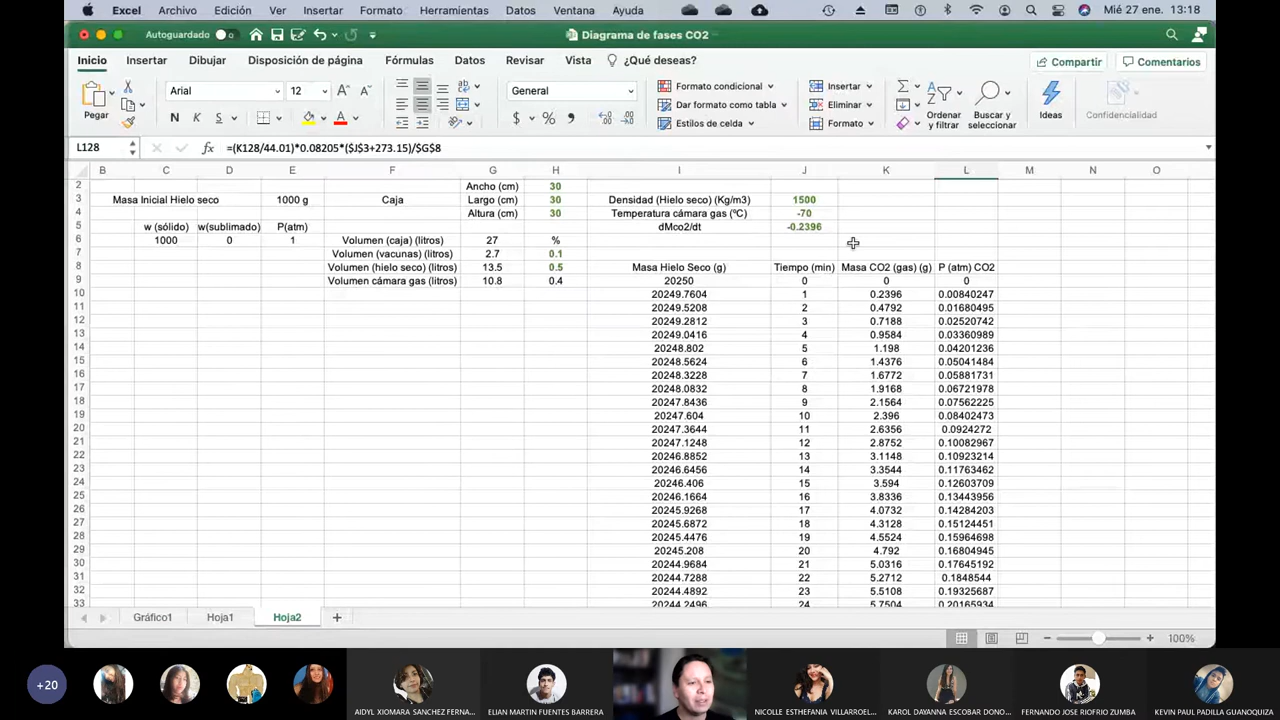 Excel Archivo Edición Ver Insertar Formato Herramientas Datos Ventana Ayuda Mié 27 ene. 13:18
Autoguardado Diagrama de fases CO2
Inicio Insertar Dibujar Disposición de página Fórmulas Datos Revisar Vista ¿Qué deseas? Compartir Comentarios
Pegar
Arial 12
N K S
General
$ %
Formato condicional
Dar formato como tabla
Estilos de celda
Insertar
Eliminar
Formato
Ordenar y filtrar
Buscar y seleccionar
Ideas
Confidencialidad
L128 fx =(K128/44.01)*0.08205*($J$3+273.15)/$G$8
B C D E F G H I J K L M N O P
2 Ancho (cm) 30
3 Masa Inicial Hielo seco 1000 g Caja Largo (cm) 30 Densidad (Hielo seco) (Kg/m3) 1500
4 Altura (cm) 30 Temperatura cámara gas (ºC) -70
5 w (sólido) w(sublimado) P(atm) dMco2/dt -0.2396
6 1000 0 1 Volumen (caja) (litros) 27 %
7 Volumen (vacunas) (litros) 2.7 0.1
8 Volumen (hielo seco) (litros) 13.5 0.5 Masa Hielo Seco (g) Tiempo (min) Masa CO2 (gas) (g) P (atm) CO2
9 Volumen cámara gas (litros) 10.8 0.4 20250 0 0 0
10 20249.7604 1 0.2396 0.00840247
11 20249.5208 2 0.4792 0.01680495
12 20249.2812 3 0.7188 0.02520742
13 20249.0416 4 0.9584 0.03360989
14 20248.802 5 1.198 0.04201236
15 20248.5624 6 1.4376 0.05041484
16 20248.3228 7 1.6772 0.05881731
17 20248.0832 8 1.9168 0.06721978
18 20247.8436 9 2.1564 0.07562225
19 20247.604 10 2.396 0.08402473
20 20247.3644 11 2.6356 0.0924272
21 20247.1248 12 2.8752 0.10082967
22 20246.8852 13 3.1148 0.10923214
23 20246.6456 14 3.3544 0.11763462
24 20246.406 15 3.594 0.12603709
25 20246.1664 16 3.8336 0.13443956
26 20245.9268 17 4.0732 0.14284203
27 20245.6872 18 4.3128 0.15124451
28 20245.4476 19 4.5524 0.15964698
29 20245.208 20 4.792 0.16804945
30 20244.9684 21 5.0316 0.17645192
31 20244.7288 22 5.2712 0.1848544
32 20244.4892 23 5.5108 0.19325687
33 20244.2496 24 5.7504 0.20165934
Gráfico1 Hoja1 Hoja2
100%
+20
AIDYL XIOMARA SANCHEZ FERNA...
ELIAN MARTIN FUENTES BARRERA
NICOLLE ESTHEFANIA VILLARROEL...
KAROL DAYANNA ESCOBAR DONO...
FERNANDO JOSE RIOFRIO ZUMBA
KEVIN PAUL PADILLA GUANOQUIZA